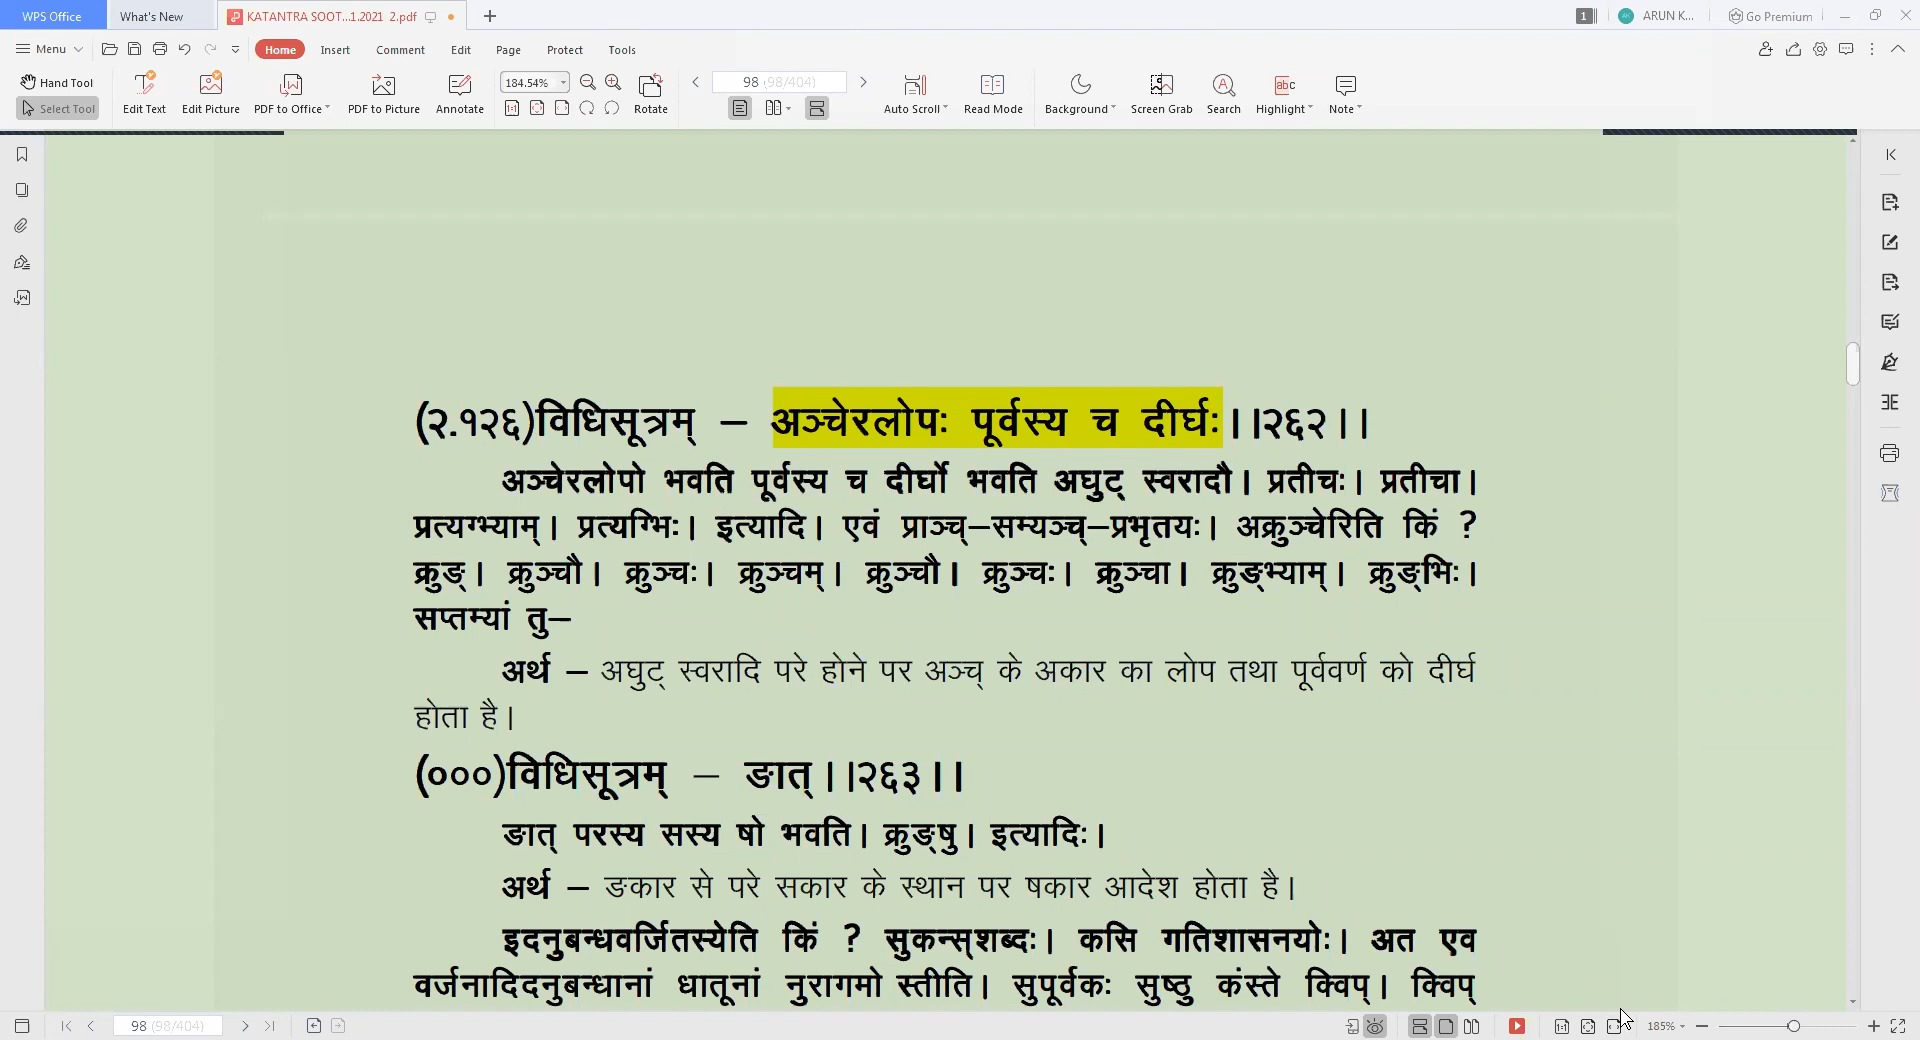 WPS Office What's New KATANTRA SOOT...1.2021 2.pdf 1 AK ARUN K... Go Premium
Menu Home Insert Comment Edit Page Protect Tools
Hand Tool 184.54% 98 (98/404)
Select Tool Edit Text Edit Picture PDF to Office PDF to Picture Annotate Rotate Auto Scroll Read Mode Background Screen Grab Search Highlight Note
(२.१२६)विधिसूत्रम् – अञ्चेरलोपः पूर्वस्य च दीर्घः।।२६२।।
अञ्चेरलोपो भवति पूर्वस्य च दीर्घो भवति अघुट् स्वरादौ। प्रतीचः। प्रतीचा।
प्रत्यग्भ्याम्। प्रत्यग्भिः। इत्यादि। एवं प्राञ्च्–सम्यञ्च्–प्रभृतयः। अक्रुञ्चेरिति किं ?
क्रुङ्। क्रुञ्चौ। क्रुञ्चः। क्रुञ्चम्। क्रुञ्चौ। क्रुञ्चः। क्रुञ्चा। क्रुङ्भ्याम्। क्रुङ्भिः।
सप्तम्यां तु–
अर्थ – अघुट् स्वरादि परे होने पर अञ्च् के अकार का लोप तथा पूर्ववर्ण को दीर्घ
होता है।
(०००)विधिसूत्रम् – ङात्।।२६३।।
ङात् परस्य सस्य षो भवति। क्रुङ्षु। इत्यादिः।
अर्थ – ङकार से परे सकार के स्थान पर षकार आदेश होता है।
इदनुबन्धवर्जितस्येति किं ? सुकन्स्शब्दः। कसि गतिशासनयोः। अत एव
वर्जनादिदनुबन्धानां धातूनां नुरागमो स्तीति। सुपूर्वकः सुष्ठु कंस्ते क्विप्। क्विप्
98 (98/404) 185%